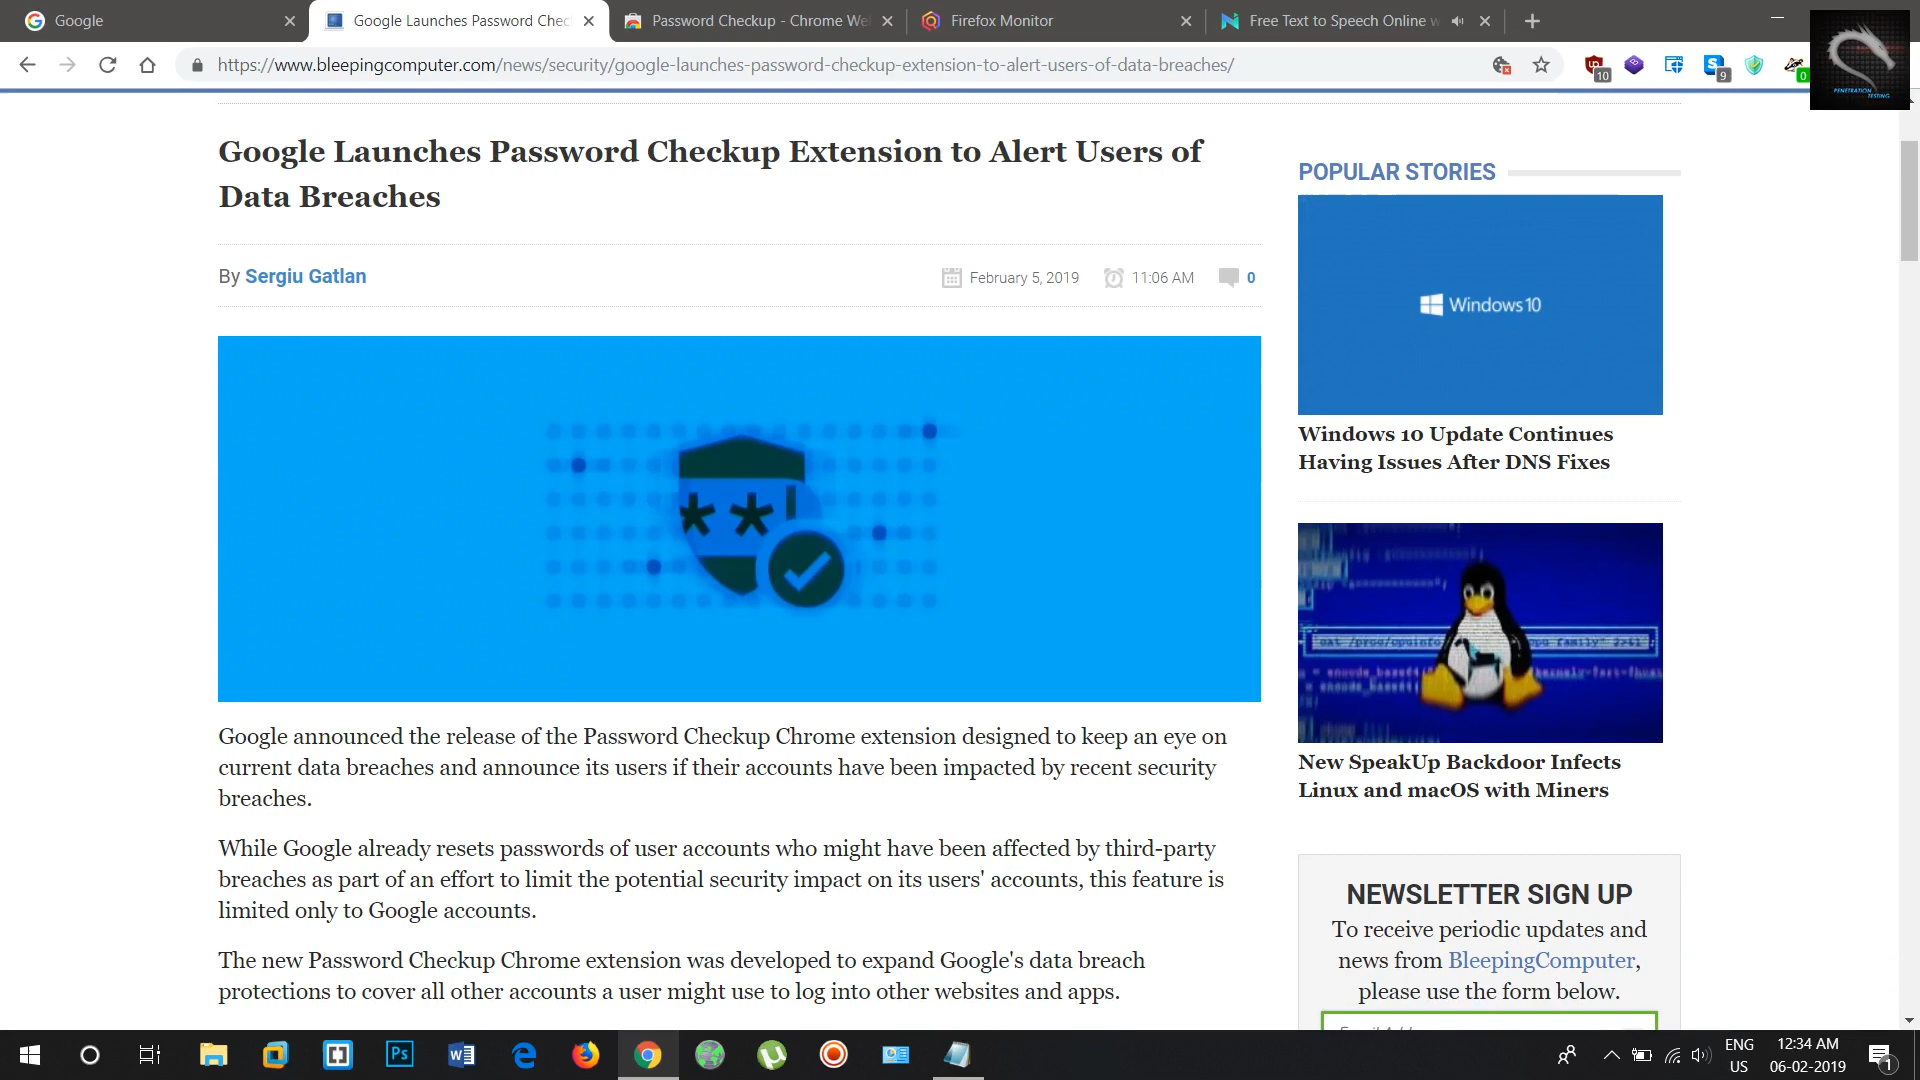 Google
Google Launches Password Chec
Password Checkup - Chrome We
Firefox Monitor
Free Text to Speech Online w
https://www.bleepingcomputer.com/news/security/google-launches-password-checkup-extension-to-alert-users-of-data-breaches/
10
9
0
PENETRATION
TESTING
Google Launches Password Checkup Extension to Alert Users of
Data Breaches
By Sergiu Gatlan
February 5, 2019
11:06 AM
0
Google announced the release of the Password Checkup Chrome extension designed to keep an eye on
current data breaches and announce its users if their accounts have been impacted by recent security
breaches.
While Google already resets passwords of user accounts who might have been affected by third-party
breaches as part of an effort to limit the potential security impact on its users' accounts, this feature is
limited only to Google accounts.
The new Password Checkup Chrome extension was developed to expand Google's data breach
protections to cover all other accounts a user might use to log into other websites and apps.
POPULAR STORIES
Windows 10
Windows 10 Update Continues
Having Issues After DNS Fixes
New SpeakUp Backdoor Infects
Linux and macOS with Miners
NEWSLETTER SIGN UP
To receive periodic updates and
news from BleepingComputer,
please use the form below.
Ps
ENG
US
12:34 AM
06-02-2019
1